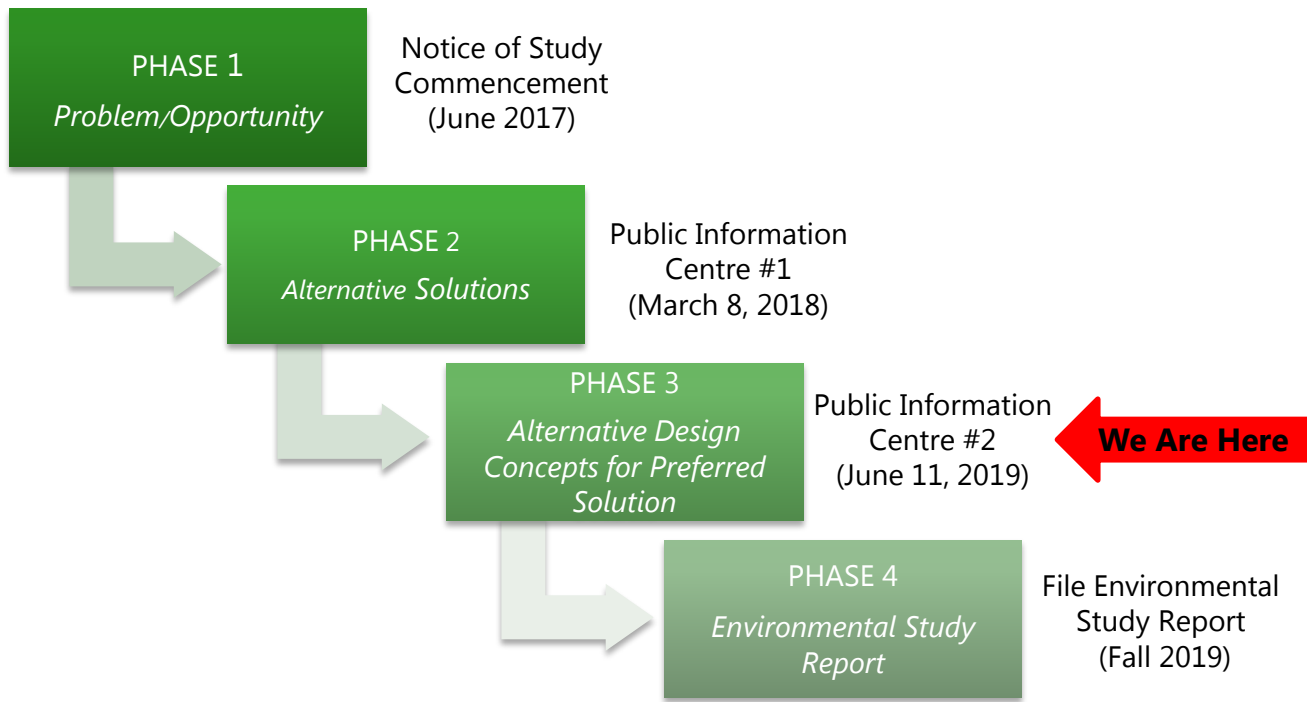 PHASE 1
Problem/Opportunity
Notice of Study
Commencement
(June 2017)
PHASE 2
Alternative Solutions
Public Information
Centre #1
(March 8, 2018)
PHASE 3
Alternative Design
Concepts for Preferred
Solution
Public Information
Centre #2
(June 11, 2019)
We Are Here
PHASE 4
Environmental Study
Report
File Environmental
Study Report
(Fall 2019)